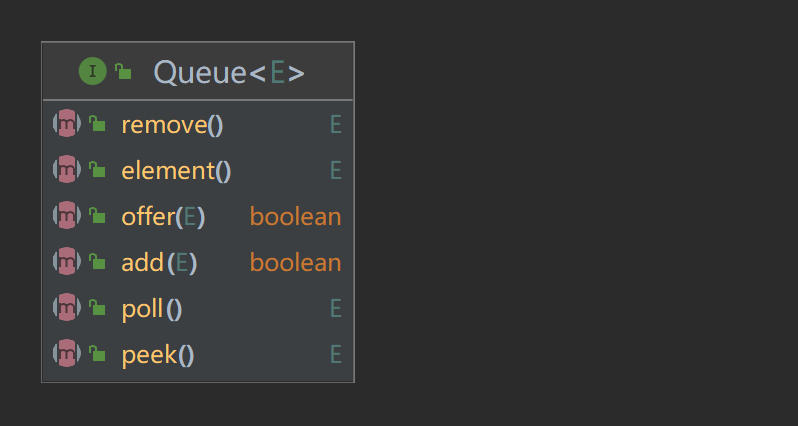 I Queue<E>
m remove() E
m element() E
m offer(E) boolean
m add(E) boolean
m poll() E
m peek() E